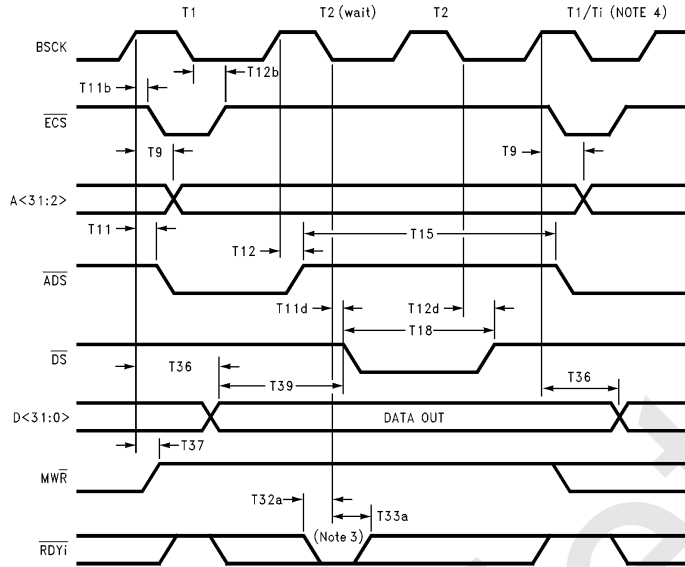 T1 T2 (wait) T2 T1/Ti (NOTE 4)
BSCK
T12b
T11b
ECS
T9 T9
A<31:2>
T11 T15
T12
ADS
T11d T12d
T18
DS
T36 T36
T39
D<31:0> DATA OUT
T37
MWR
T32a T33a
(Note 3)
RDYi